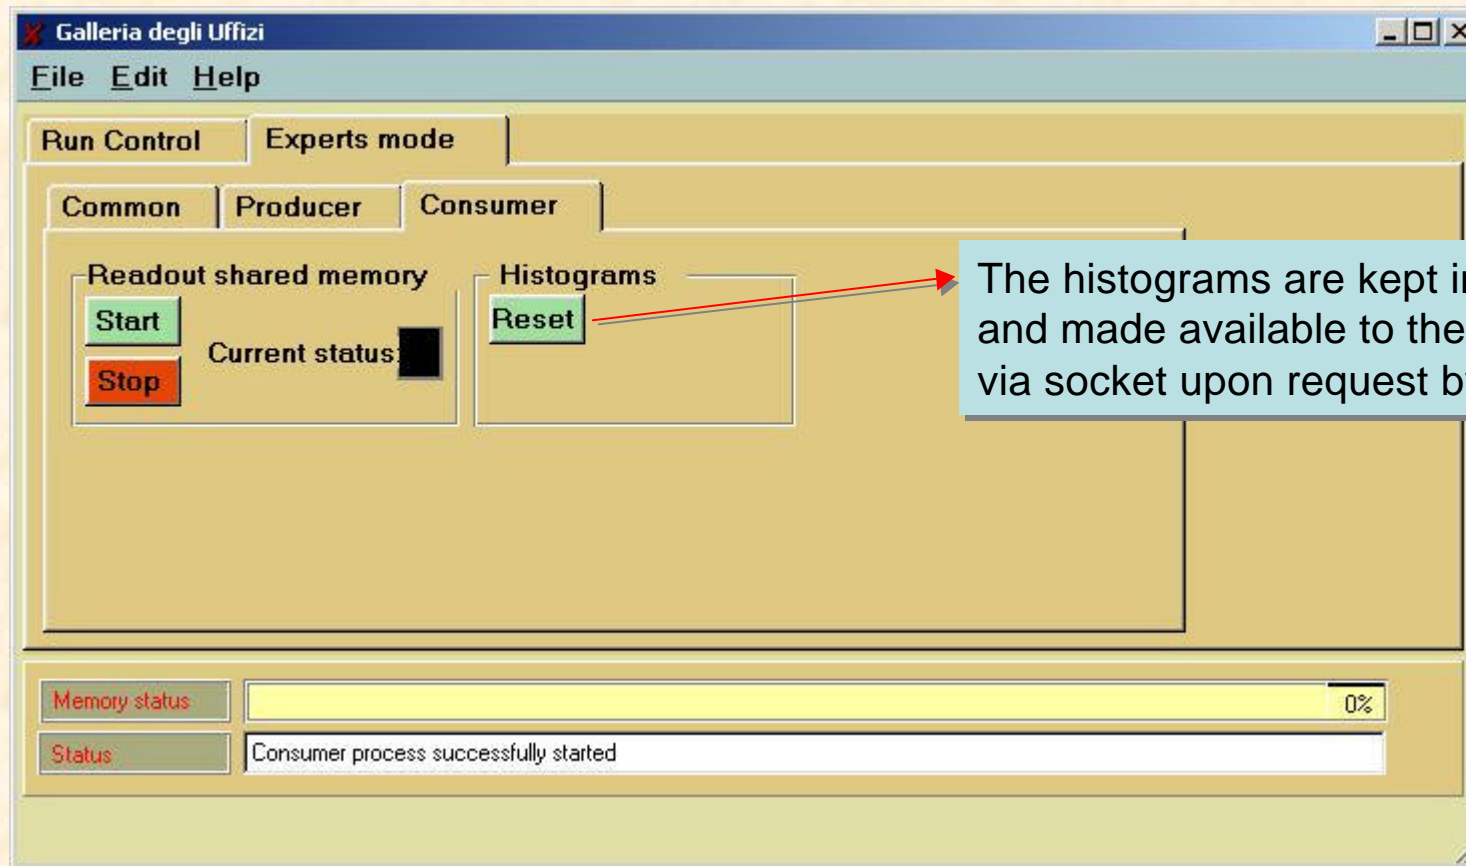 Galleria degli Uffizi
File Edit Help
Run Control Experts mode
Common Producer Consumer
Readout shared memory
Histograms
Start
Reset
Current status:
Stop
The histograms are kept in
and made available to the
via socket upon request by
Memory status
0%
Status
Consumer process successfully started